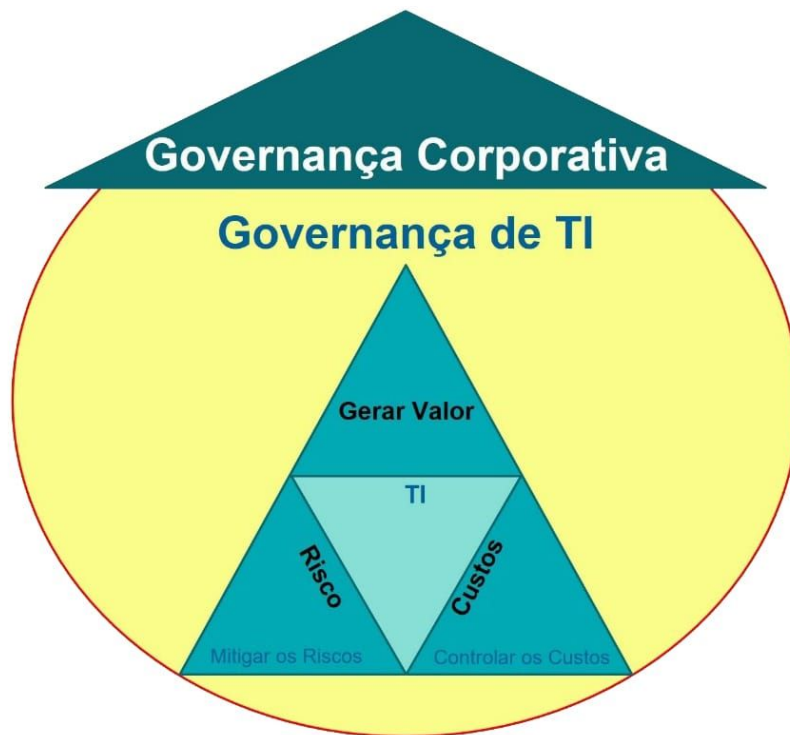 Governança Corporativa
Governança de TI
Gerar Valor
TI
Risco
Custos
Mitigar os Riscos
Controlar os Custos